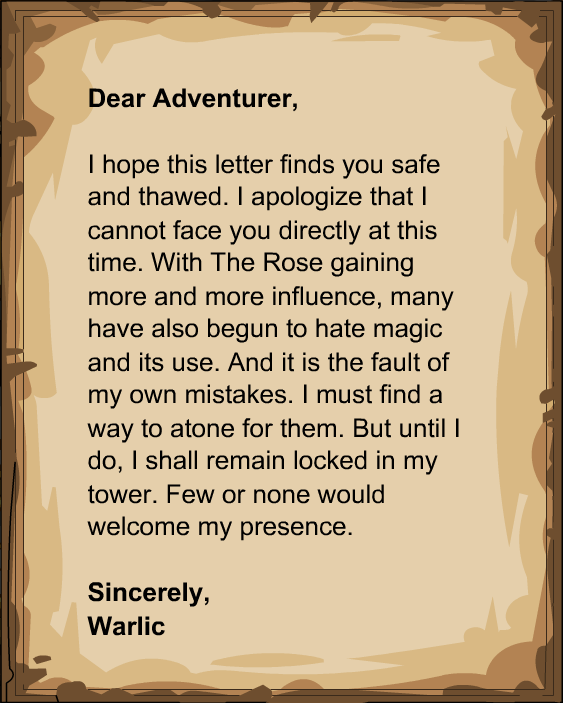 Dear Adventurer,
I hope this letter finds you safe
and thawed. I apologize that I
cannot face you directly at this
time. With The Rose gaining
more and more influence, many
have also begun to hate magic
and its use. And it is the fault of
my own mistakes. I must find a
way to atone for them. But until I
do, I shall remain locked in my
tower. Few or none would
welcome my presence.
Sincerely,
Warlic